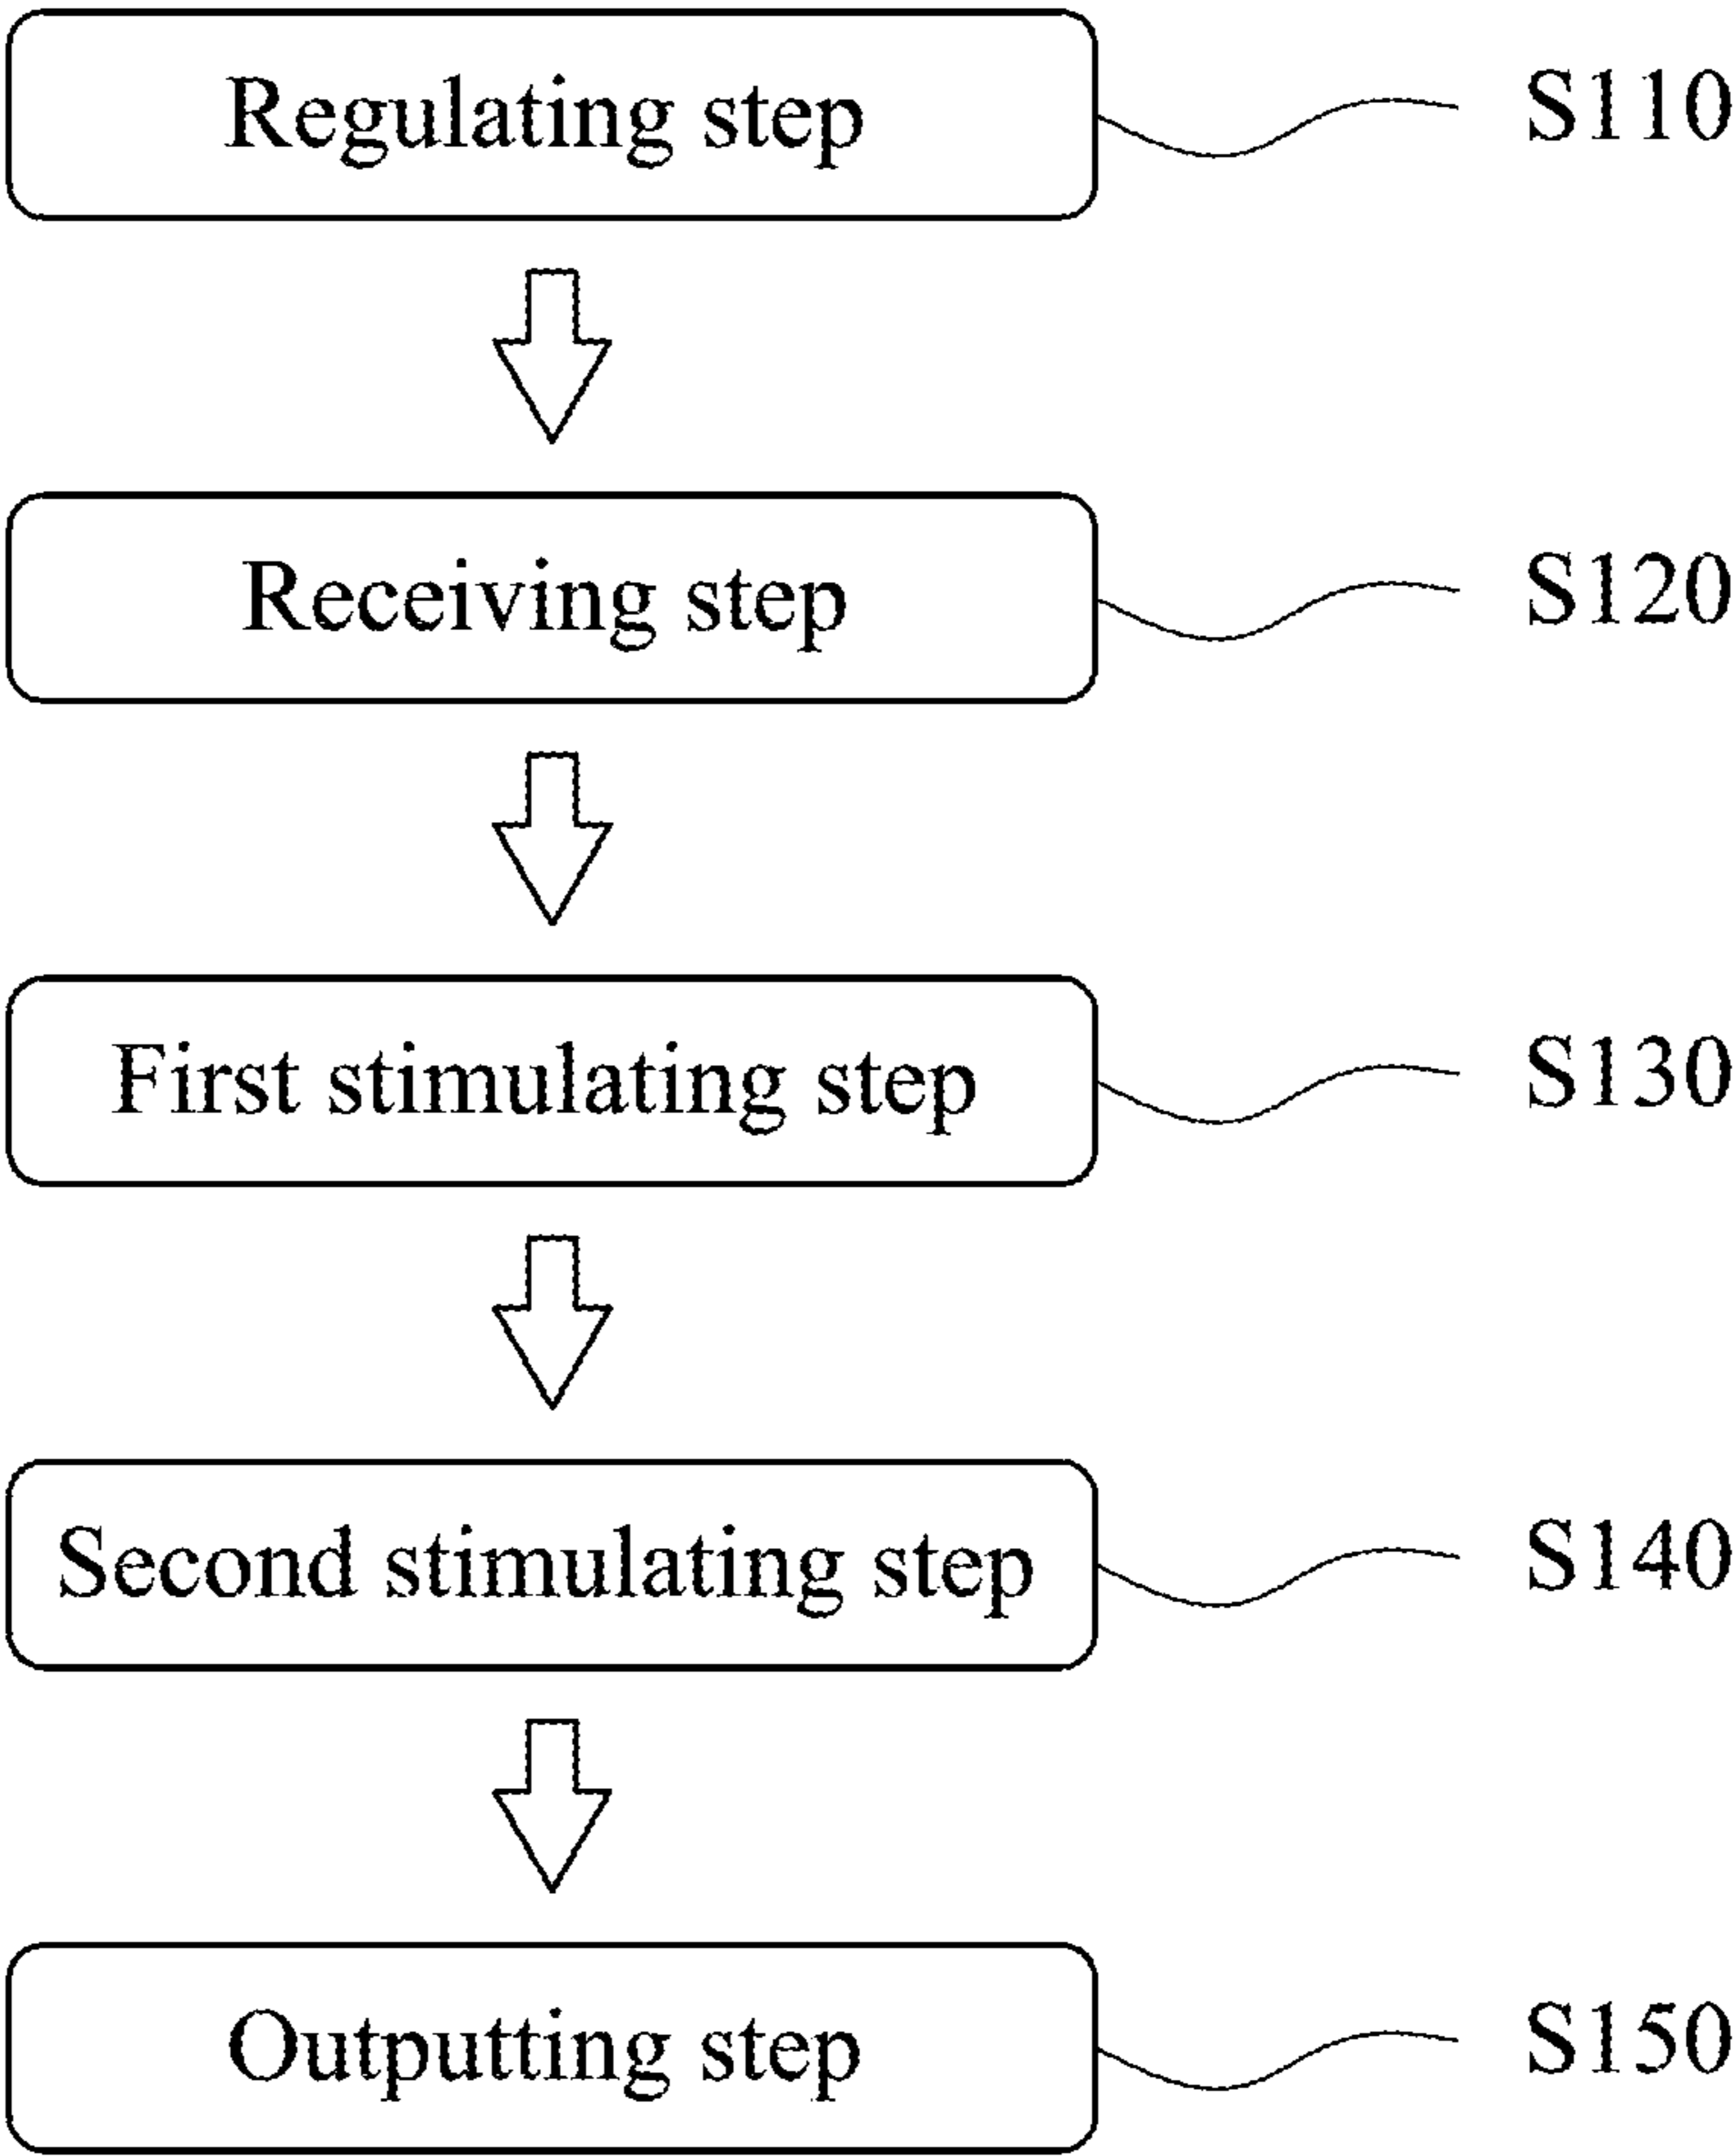 Regulating step S110
Receiving step S120
First stimulating step S130
Second stimulating step S140
Outputting step S150